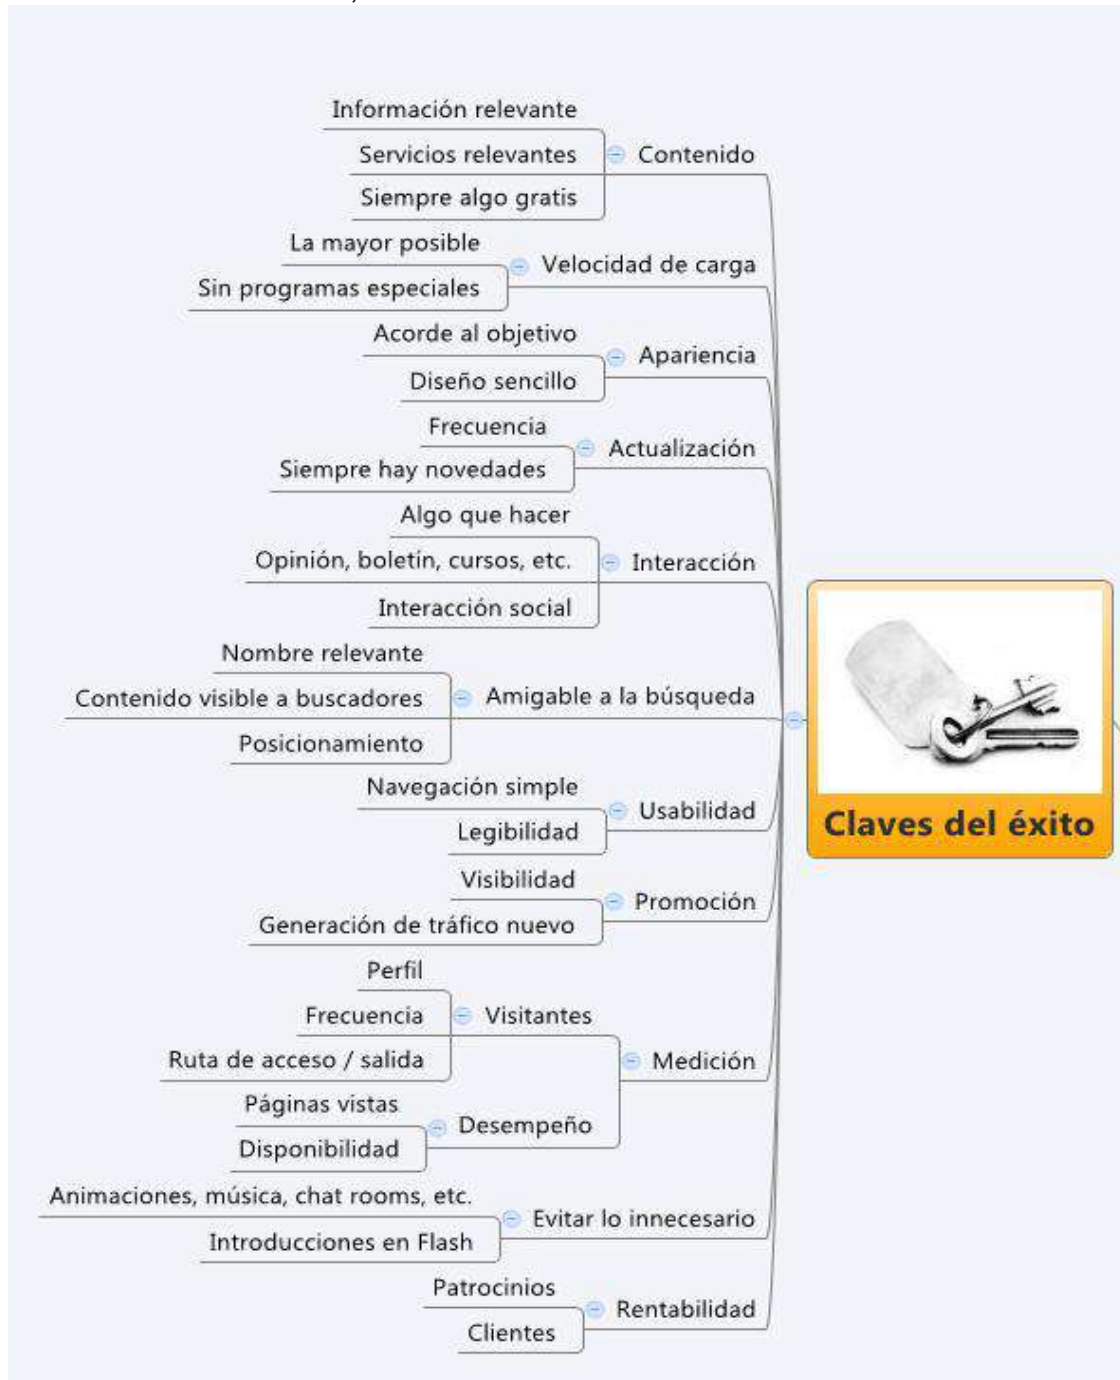 Información relevante
Servicios relevantes
Siempre algo gratis
Contenido
La mayor posible
Sin programas especiales
Velocidad de carga
Acorde al objetivo
Diseño sencillo
Apariencia
Frecuencia
Siempre hay novedades
Actualización
Algo que hacer
Opinión, boletín, cursos, etc.
Interacción social
Interacción
Nombre relevante
Contenido visible a buscadores
Posicionamiento
Amigable a la búsqueda
Navegación simple
Legibilidad
Usabilidad
Visibilidad
Generación de tráfico nuevo
Promoción
Perfil
Frecuencia
Ruta de acceso / salida
Visitantes
Páginas vistas
Disponibilidad
Desempeño
Medición
Animaciones, música, chat rooms, etc.
Introducciones en Flash
Evitar lo innecesario
Patrocinios
Clientes
Rentabilidad
Claves del éxito